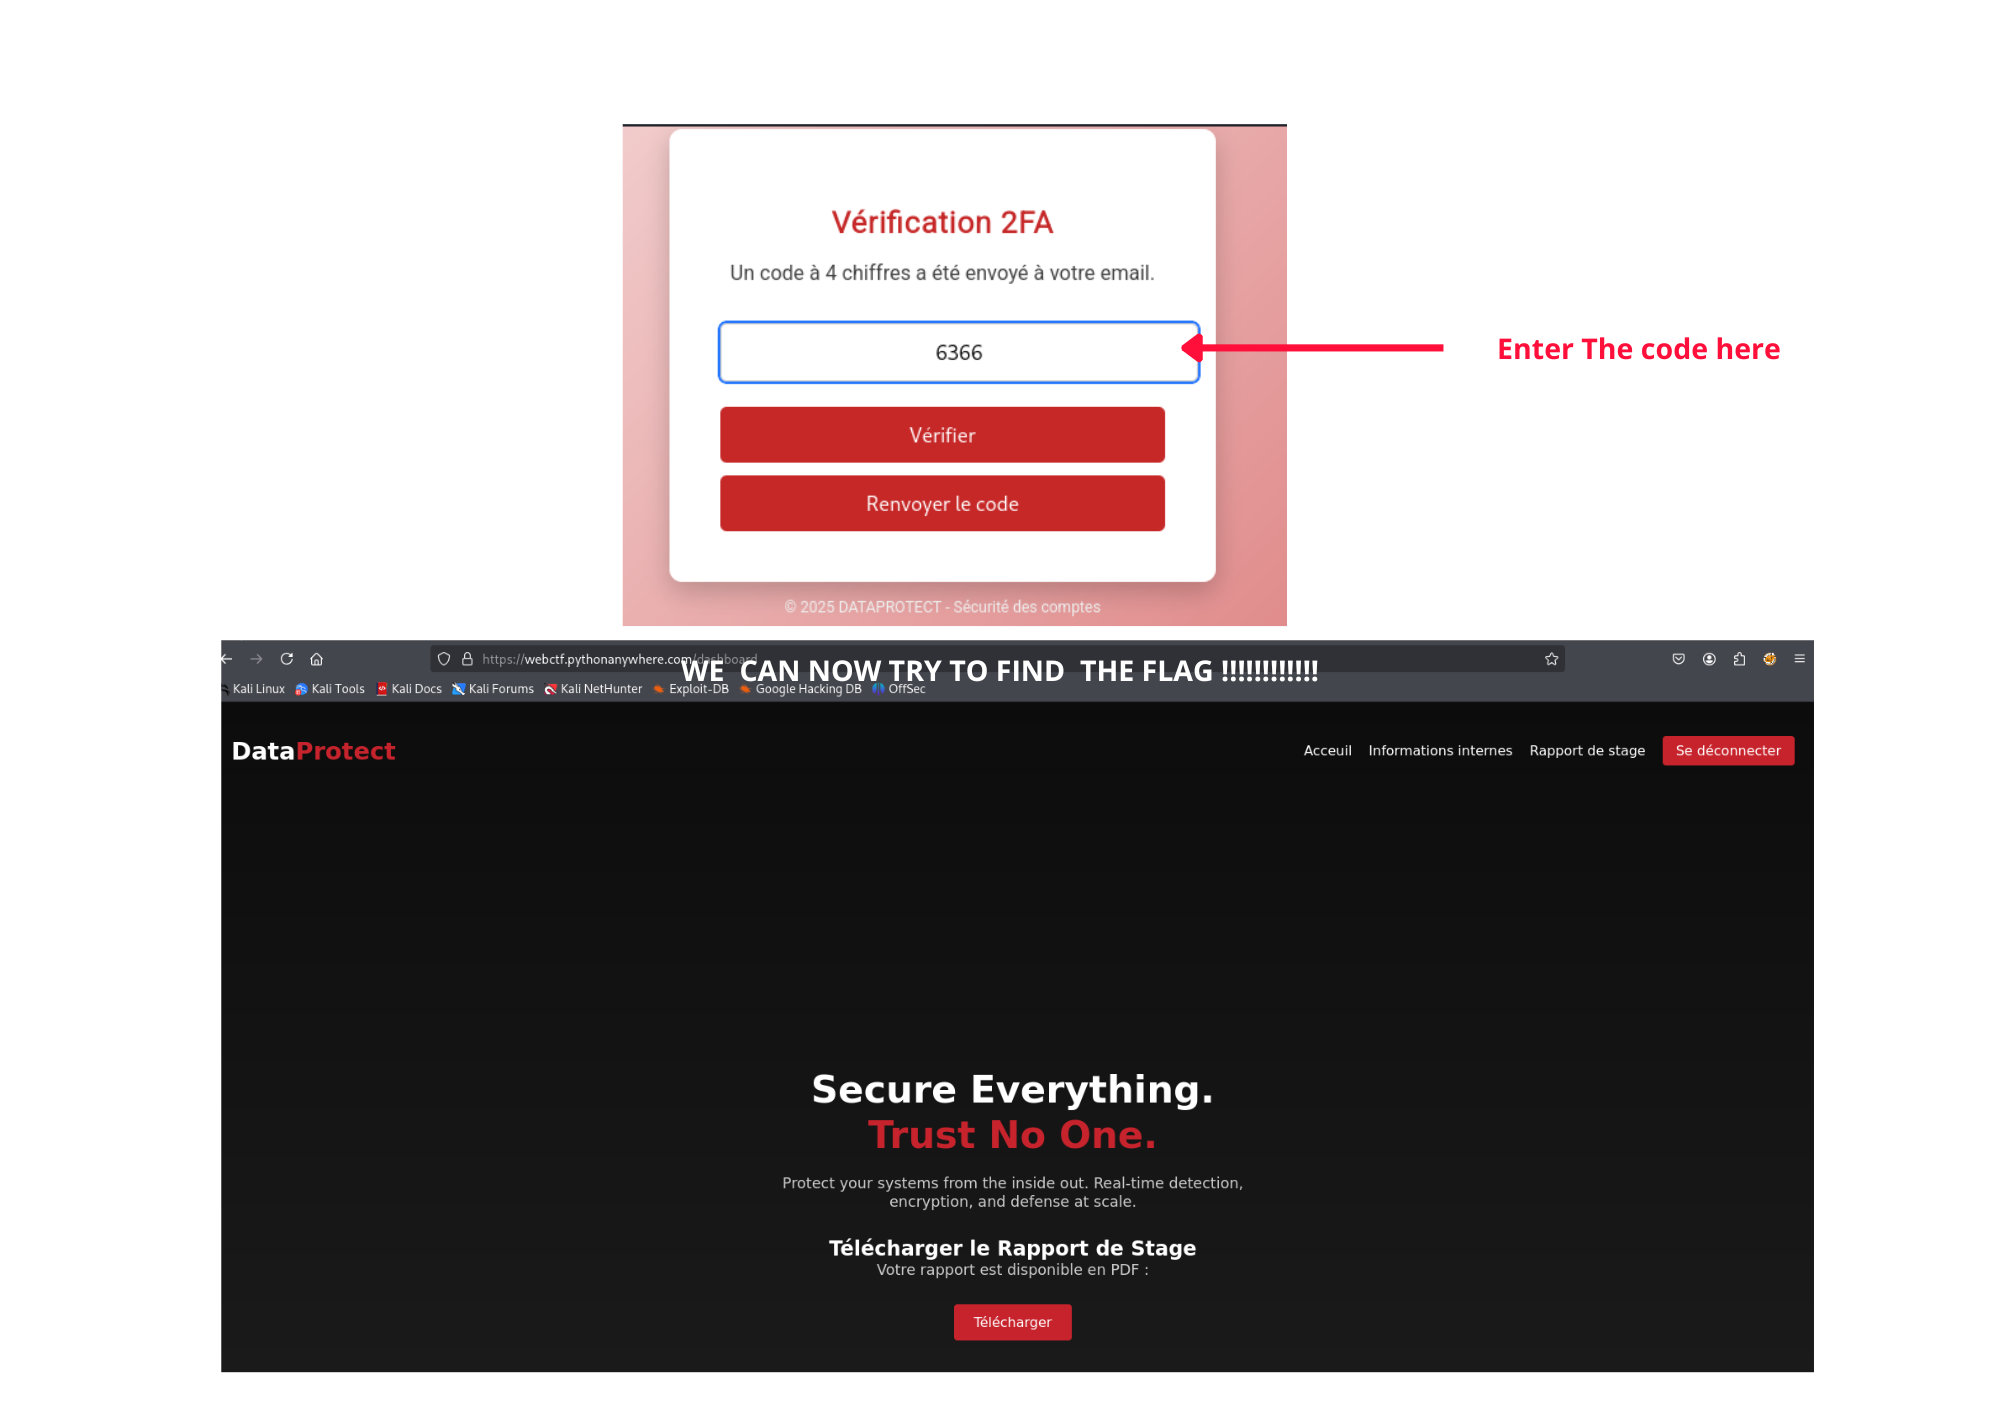 Vérification 2FA
Un code à 4 chiffres a été envoyé à votre email.
6366
Enter The code here
Vérifier
Renvoyer le code
© 2025 DATAPROTECT - Sécurité des comptes
https://webctf.pythonanywhere.com/dashboard
WE CAN NOW TRY TO FIND THE FLAG !!!!!!!!!!!!!
Kali Linux Kali Tools Kali Docs Kali Forums Kali NetHunter Exploit-DB Google Hacking DB OffSec
DataProtect
Acceuil Informations internes Rapport de stage Se déconnecter
Secure Everything.
Trust No One.
Protect your systems from the inside out. Real-time detection,
encryption, and defense at scale.
Télécharger le Rapport de Stage
Votre rapport est disponible en PDF :
Télécharger